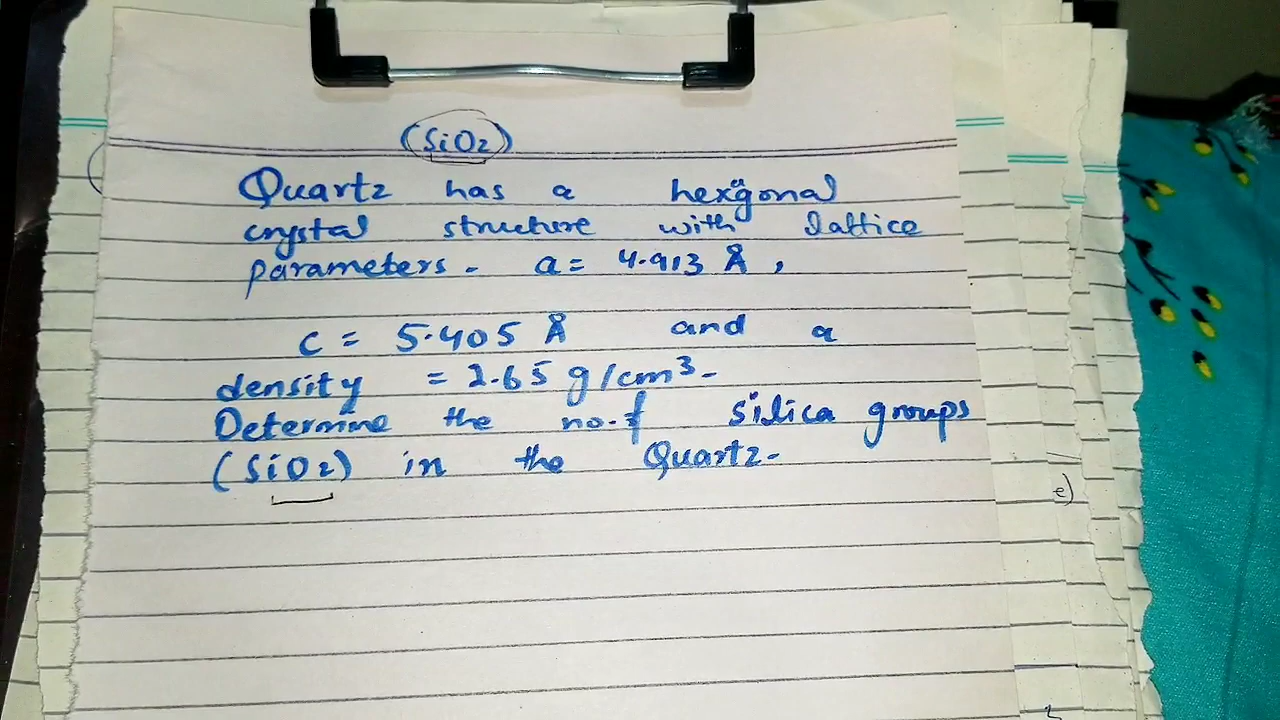 (SiO2)
Quartz has a hexgonal
a
crystal structure with lattice
parameters. a = 4.913 Å,
c = 5.405 Å and a
density = 2.65 g/cm³.
Determine the no. of silica groups
(SiO2) in the Quartz.
e)